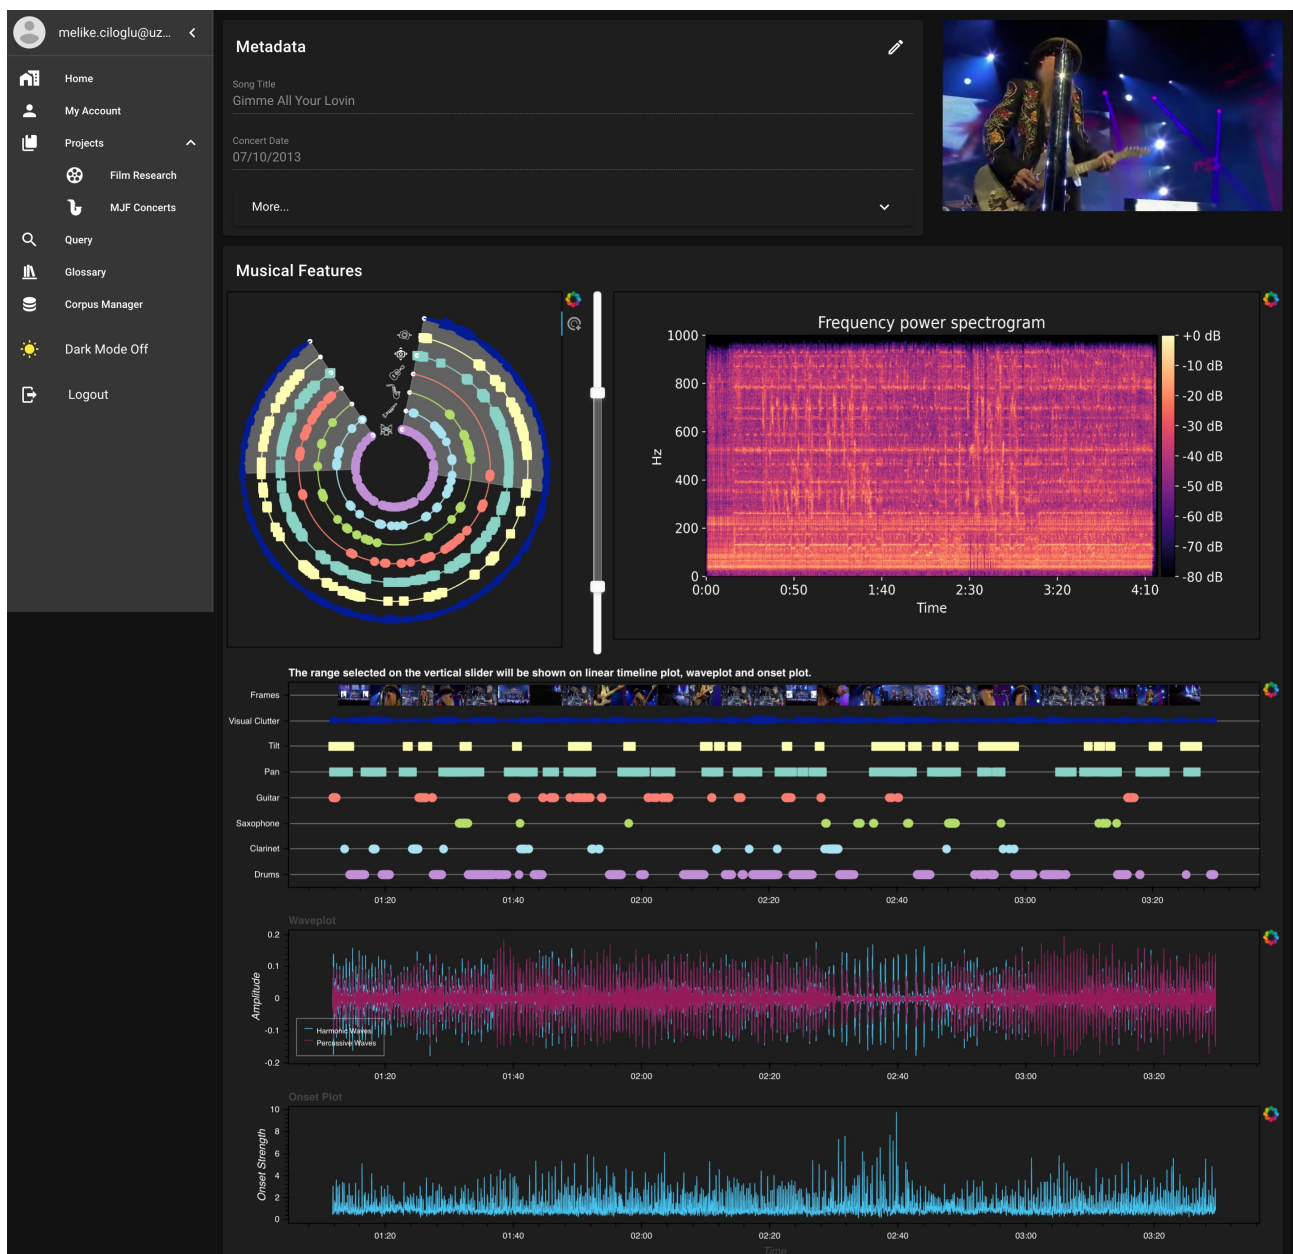 melike.ciloglu@uz...
Home
My Account
Projects
Film Research
MJF Concerts
Query
Glossary
Corpus Manager
Dark Mode Off
Logout
Metadata
Song Title
Gimme All Your Lovin
Concert Date
07/10/2013
More...
Musical Features
Frequency power spectrogram
1000
800
600
400
200
0
Hz
0:00 0:50 1:40 2:30 3:20 4:10
Time
+0 dB
-10 dB
-20 dB
-30 dB
-40 dB
-50 dB
-60 dB
-70 dB
-80 dB
The range selected on the vertical slider will be shown on linear timeline plot, waveplot and onset plot.
Frames
Visual Clutter
Tilt
Pan
Guitar
Saxophone
Clarinet
Drums
01:20 01:40 02:00 02:20 02:40 03:00 03:20
Waveplot
0.2
0.1
0
-0.1
-0.2
Amplitude
Harmonic Waves
Percussive Waves
01:20 01:40 02:00 02:20 02:40 03:00 03:20
Onset Plot
10
8
6
4
2
0
Onset Strength
01:20 01:40 02:00 02:20 02:40 03:00 03:20
Time